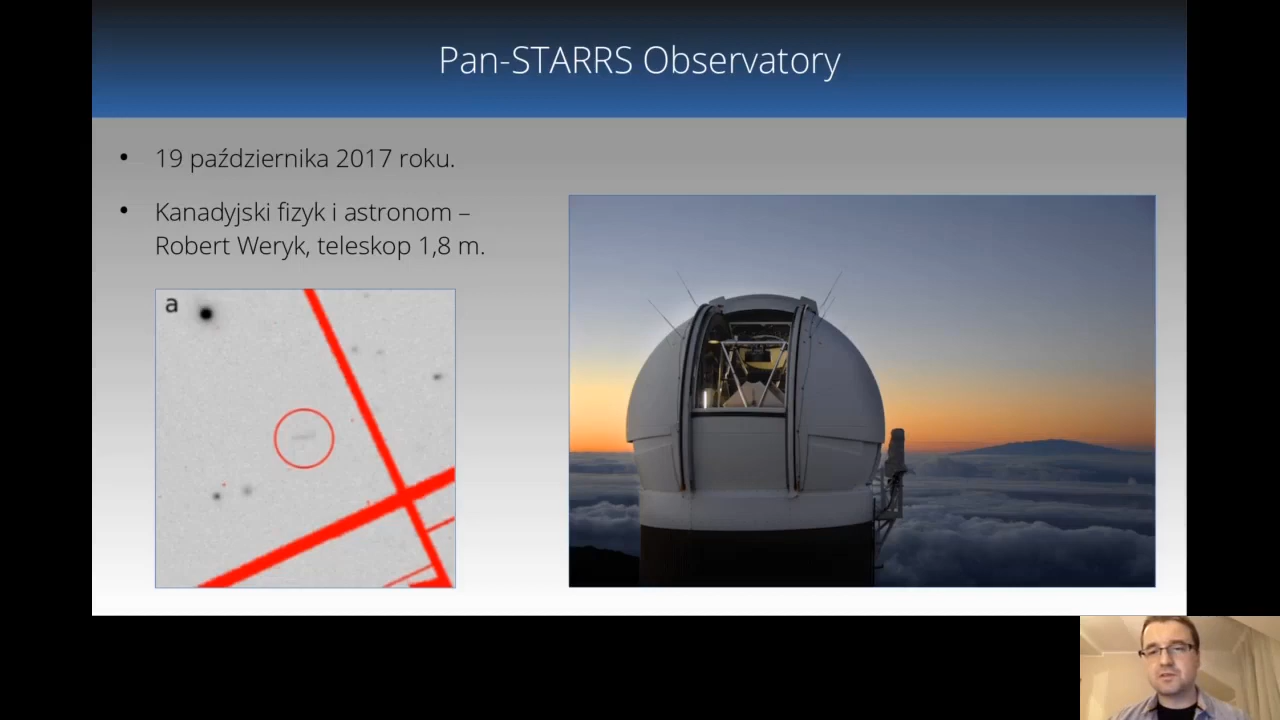 Pan-STARRS Observatory
• 19 października 2017 roku.
• Kanadyjski fizyk i astronom –
Robert Weryk, teleskop 1,8 m.
a